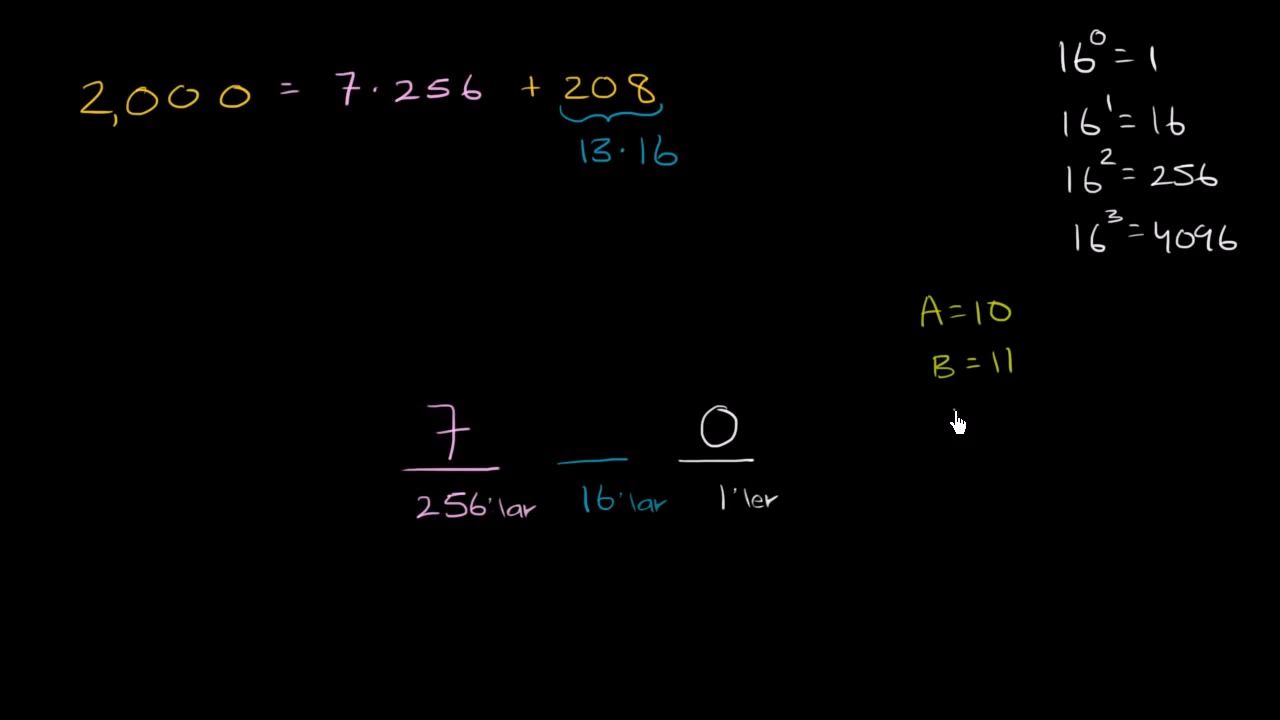 2,000 = 7·256 + 208
13·16
16⁰ = 1
16¹ = 16
16² = 256
16³ = 4096
A = 10
B = 11
7 0
256'lar 16'lar 1'ler